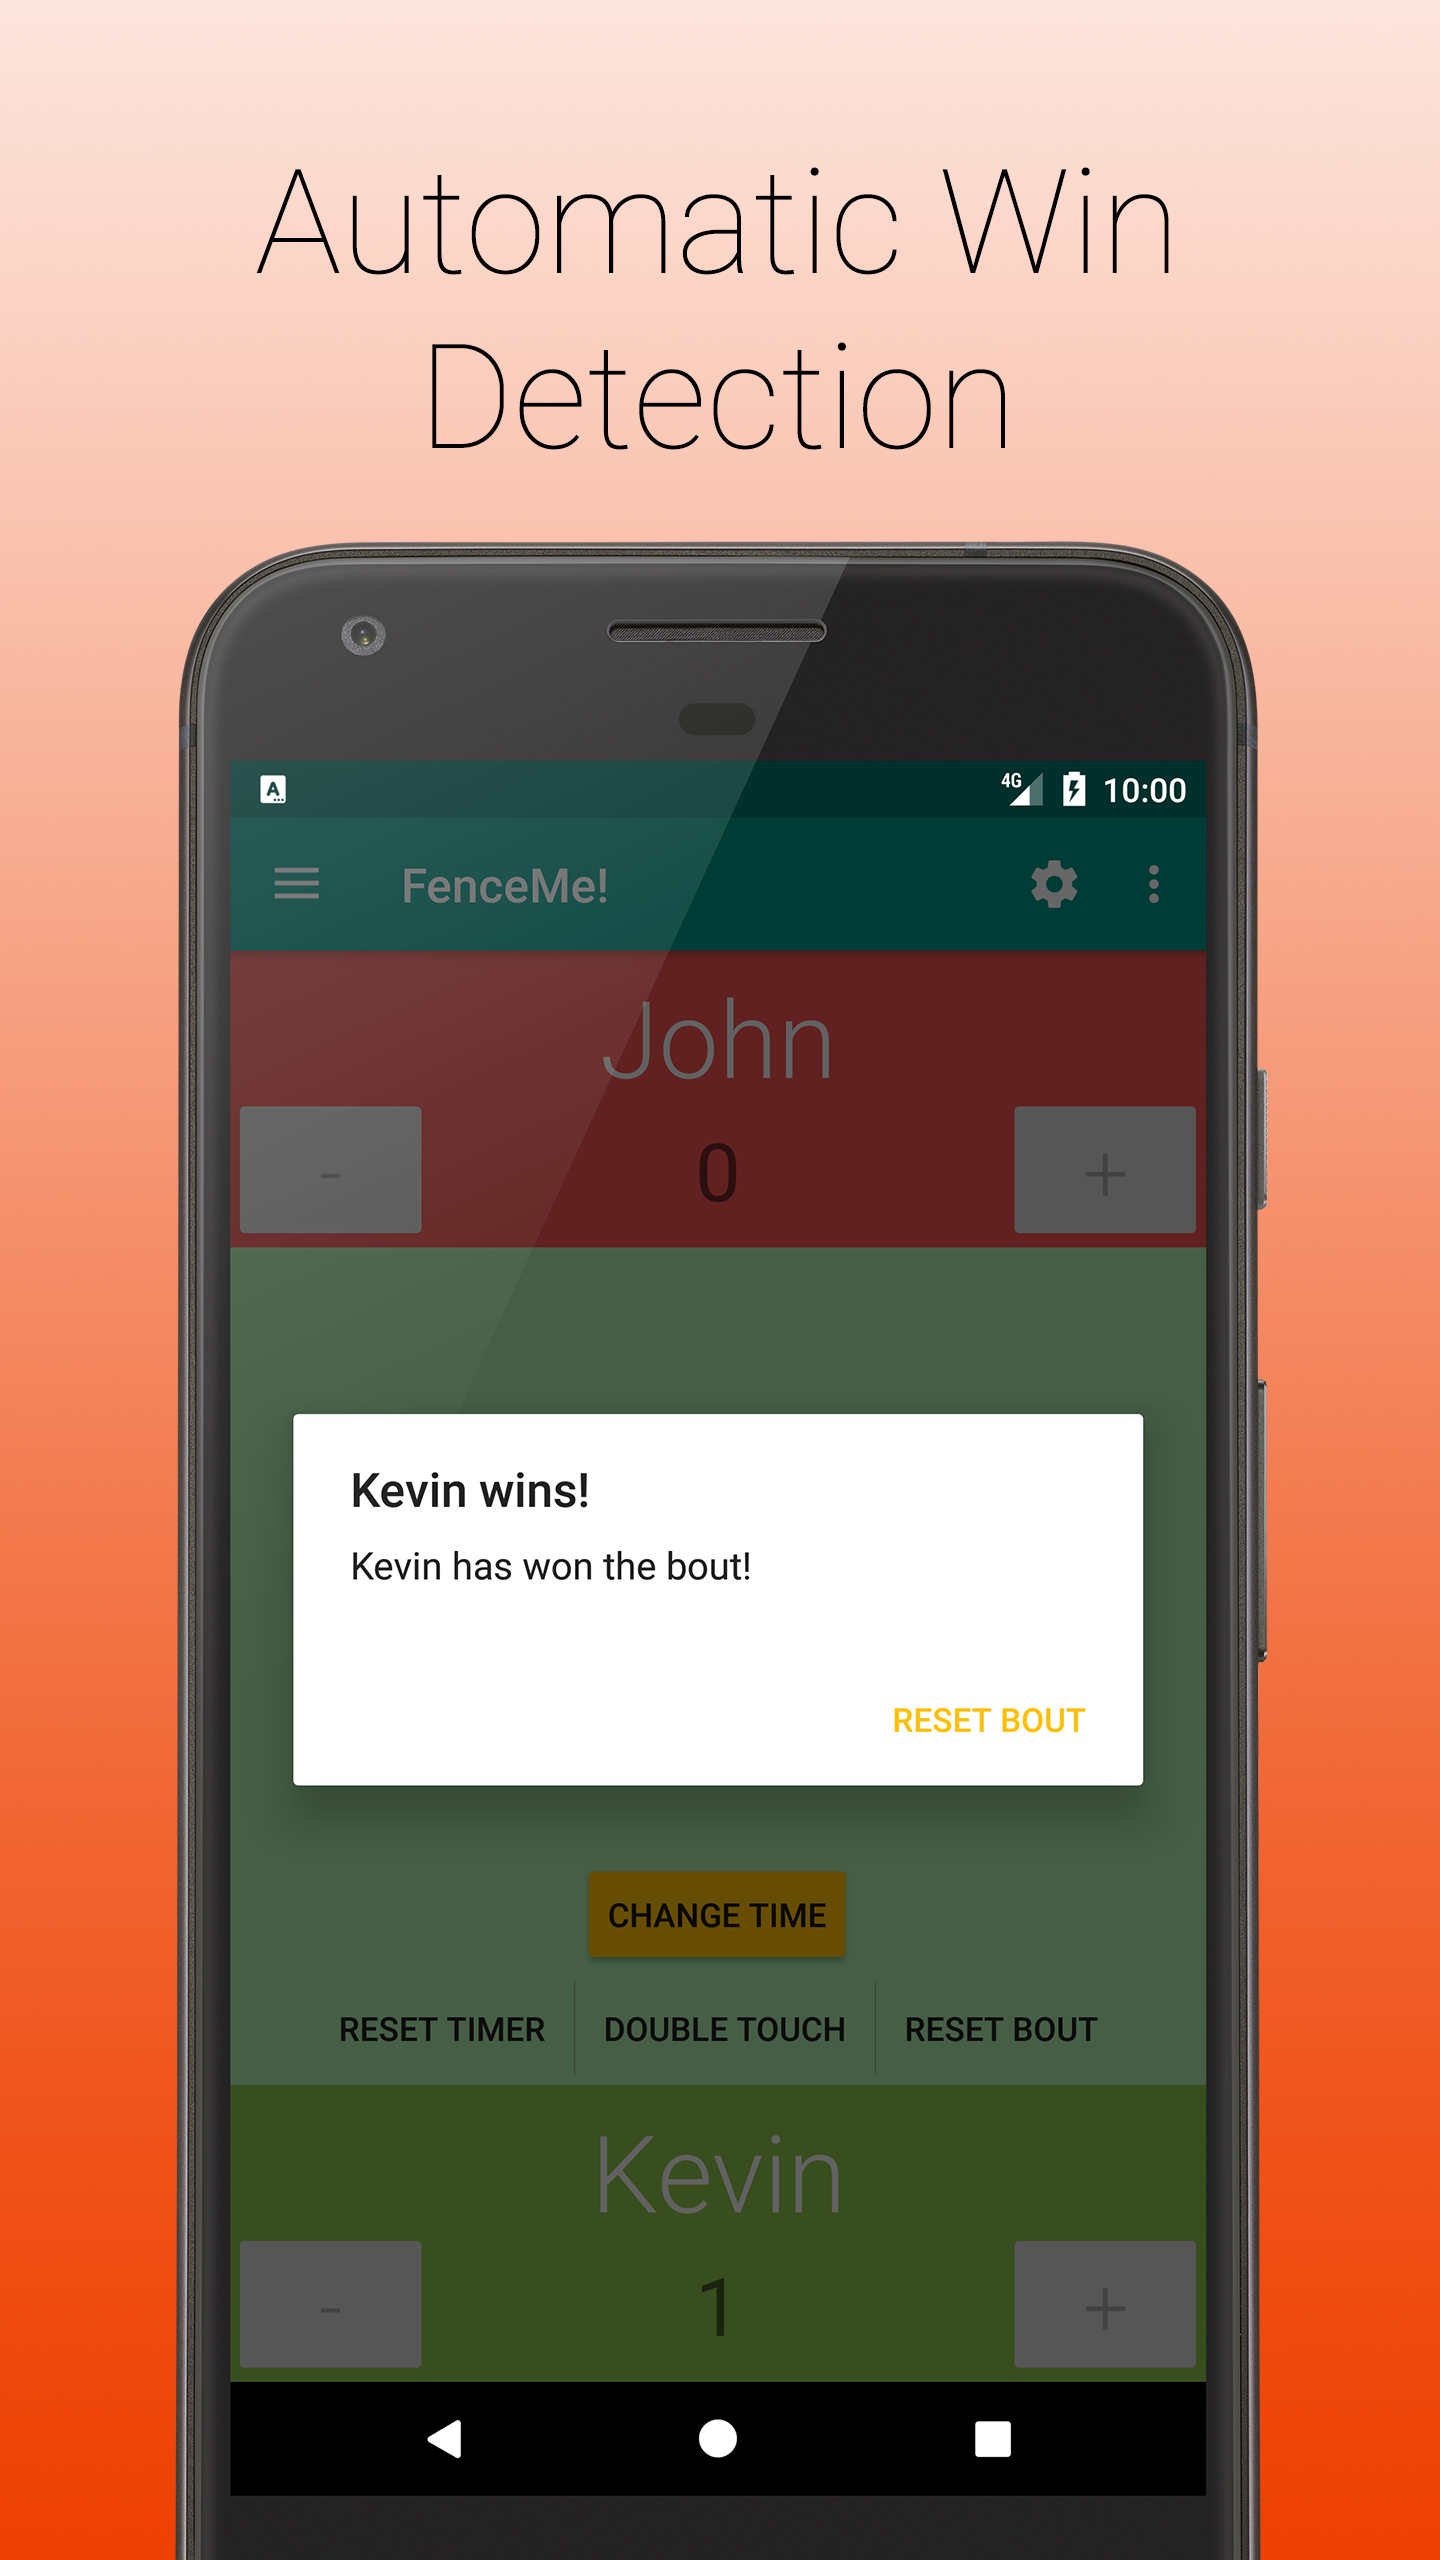 Automatic Win
Detection
4G 10:00
FenceMe!
John
- 0 +
Kevin wins!
Kevin has won the bout!
RESET BOUT
CHANGE TIME
RESET TIMER DOUBLE TOUCH RESET BOUT
Kevin
- 1 +